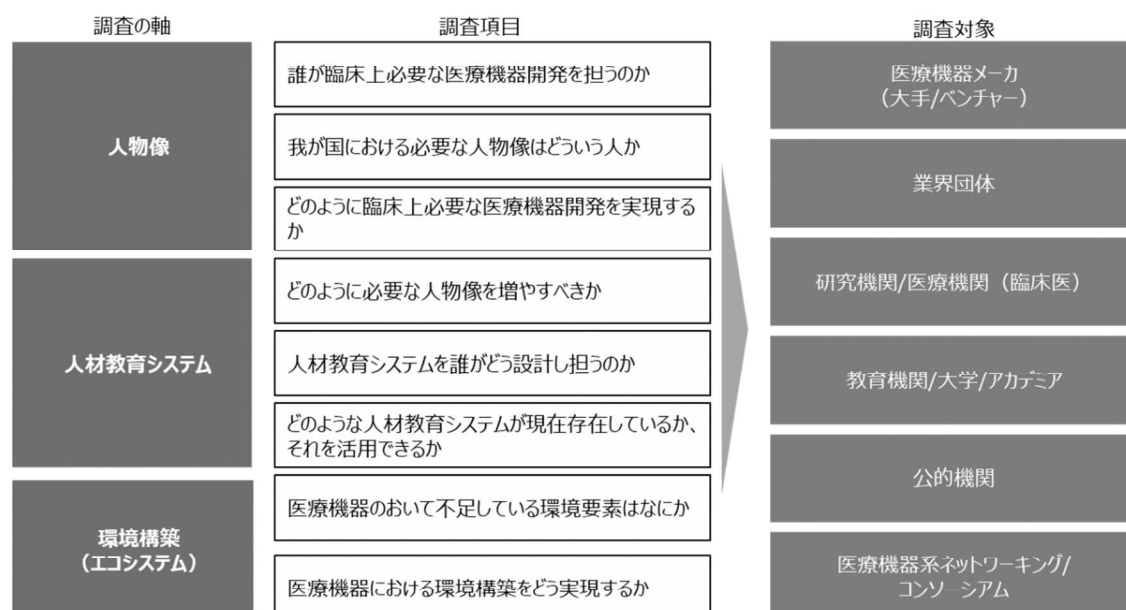 調査の軸
調査項目
調査対象
人物像
誰が臨床上必要な医療機器開発を担うのか
我が国における必要な人物像はどういう人か
どのように臨床上必要な医療機器開発を実現する
か
人材教育システム
どのように必要な人物像を増やすべきか
人材教育システムを誰がどう設計し担うのか
どのような人材教育システムが現在存在しているか、
それを活用できるか
環境構築
（エコシステム）
医療機器のおいて不足している環境要素はなにか
医療機器における環境構築をどう実現するか
医療機器メーカ
（大手/ベンチャー）
業界団体
研究機関/医療機関（臨床医）
教育機関/大学/アカデミア
公的機関
医療機器系ネットワーキング/
コンソーシアム